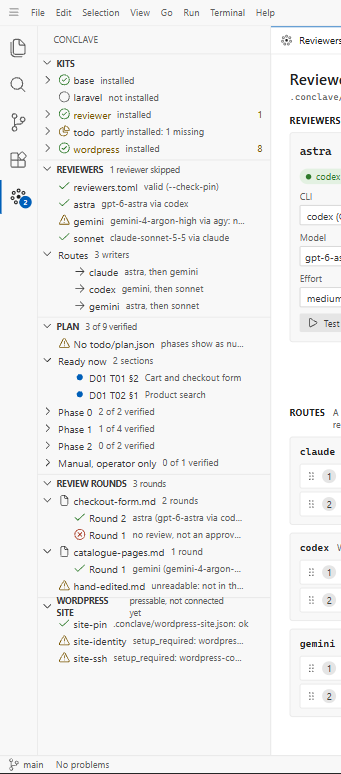 File Edit Selection View Go Run Terminal Help
CONCLAVE
Reviewers
KITS
base installed
laravel not installed
reviewer installed 1
todo partly installed: 1 missing
wordpress installed 8
REVIEWERS 1 reviewer skipped
reviewers.toml valid (--check-pin)
astra gpt-6-astra via codex
gemini gemini-4-argon-high via agy: n...
sonnet claude-sonnet-5-5 via claude
Routes 3 writers
claude astra, then gemini
codex gemini, then sonnet
gemini astra, then sonnet
PLAN 3 of 9 verified
No todo/plan.json phases show as nu...
Ready now 2 sections
D01 T01 §2 Cart and checkout form
D01 T02 §1 Product search
Phase 0 2 of 2 verified
Phase 1 1 of 4 verified
Phase 2 0 of 2 verified
Manual, operator only 0 of 1 verified
REVIEW ROUNDS 3 rounds
checkout-form.md 2 rounds
Round 2 astra (gpt-6-astra via cod...
Round 1 no review, not an approv...
catalogue-pages.md 1 round
Round 1 gemini (gemini-4-argon-...
hand-edited.md unreadable: not in th...
WORDPRESS SITE pressable, not connected yet
site-pin .conclave/wordpress-site.json: ok
site-identity setup_required: wordpres...
site-ssh setup_required: wordpress-co...
2
Reviewe
.conclave/
REVIEWERS
astra
codex
CLI
codex (
Model
gpt-6-as
Effort
medium
Test
ROUTES A
re
claude
1
2
codex W
1
2
gemini
1
2
main No problems